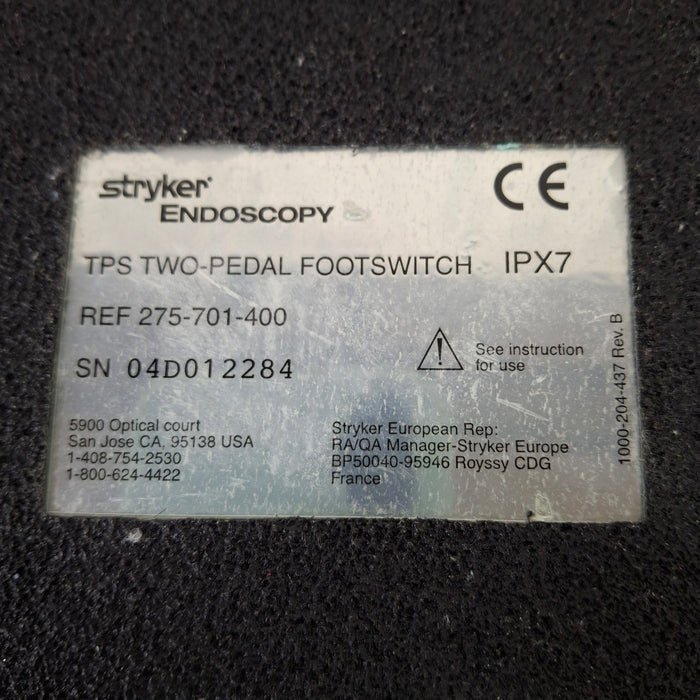 stryker
ENDOSCOPY
CE
TPS TWO-PEDAL FOOTSWITCH IPX7
REF 275-701-400
SN 04D012284
See instruction
for use
5900 Optical court
San Jose CA, 95138 USA
1-408-754-2530
1-800-624-4422
Stryker European Rep:
RA/QA Manager-Stryker Europe
BP50040-95946 Royssy CDG
France
1000-204-437 Rev. B